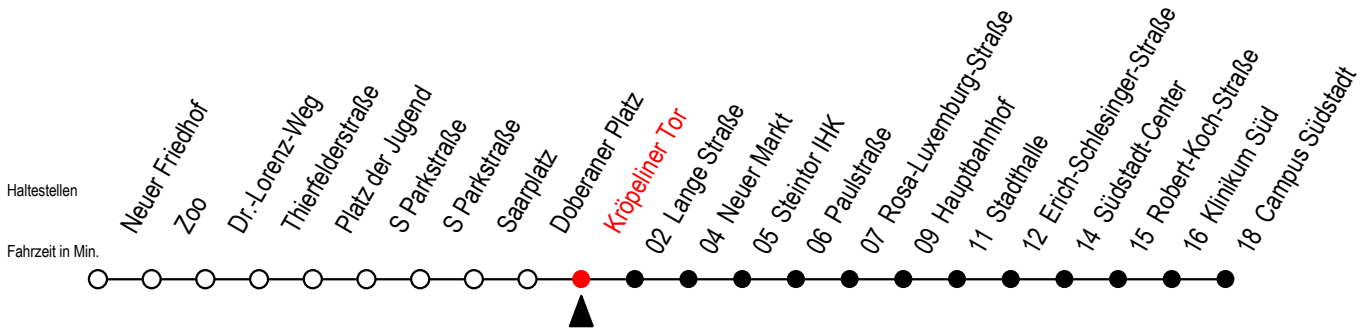 Haltestellen
Fahrzeit in Min.
Neuer Friedhof
Zoo
Dr.-Lorenz-Weg
Thierfelderstraße
Platz der Jugend
S Parkstraße
S Parkstraße
Saarplatz
Doberaner Platz
Kröpeliner Tor
02 Lange Straße
04 Neuer Markt
05 Steintor IHK
06 Paulstraße
07 Rosa-Luxemburg-Straße
09 Hauptbahnhof
11 Stadthalle
12 Erich-Schlesinger-Straße
14 Südstadt-Center
15 Robert-Koch-Straße
16 Klinikum Süd
18 Campus Südstadt